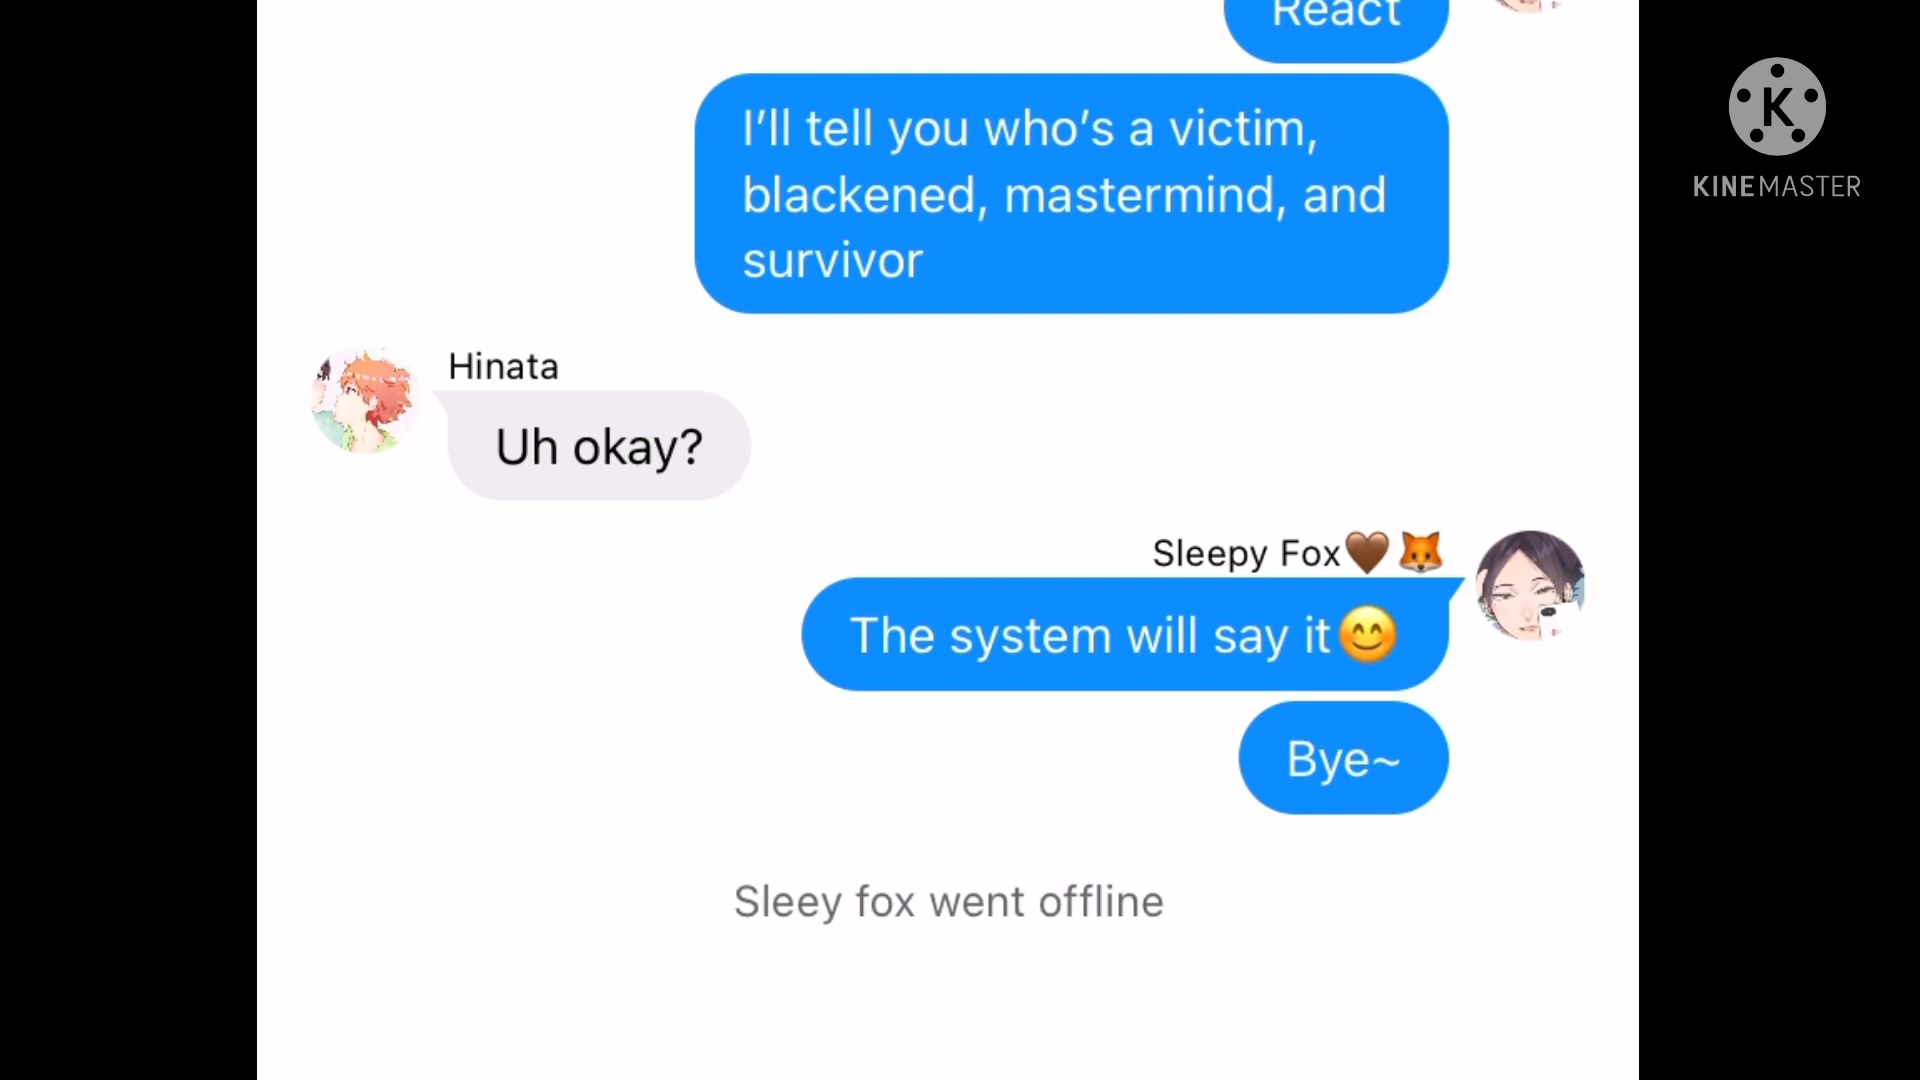 React
I’ll tell you who’s a victim,
blackened, mastermind, and
survivor
Hinata
Uh okay?
Sleepy Fox🤎🦊
The system will say it😊
Bye~
Sleey fox went offline
K
KINEMASTER